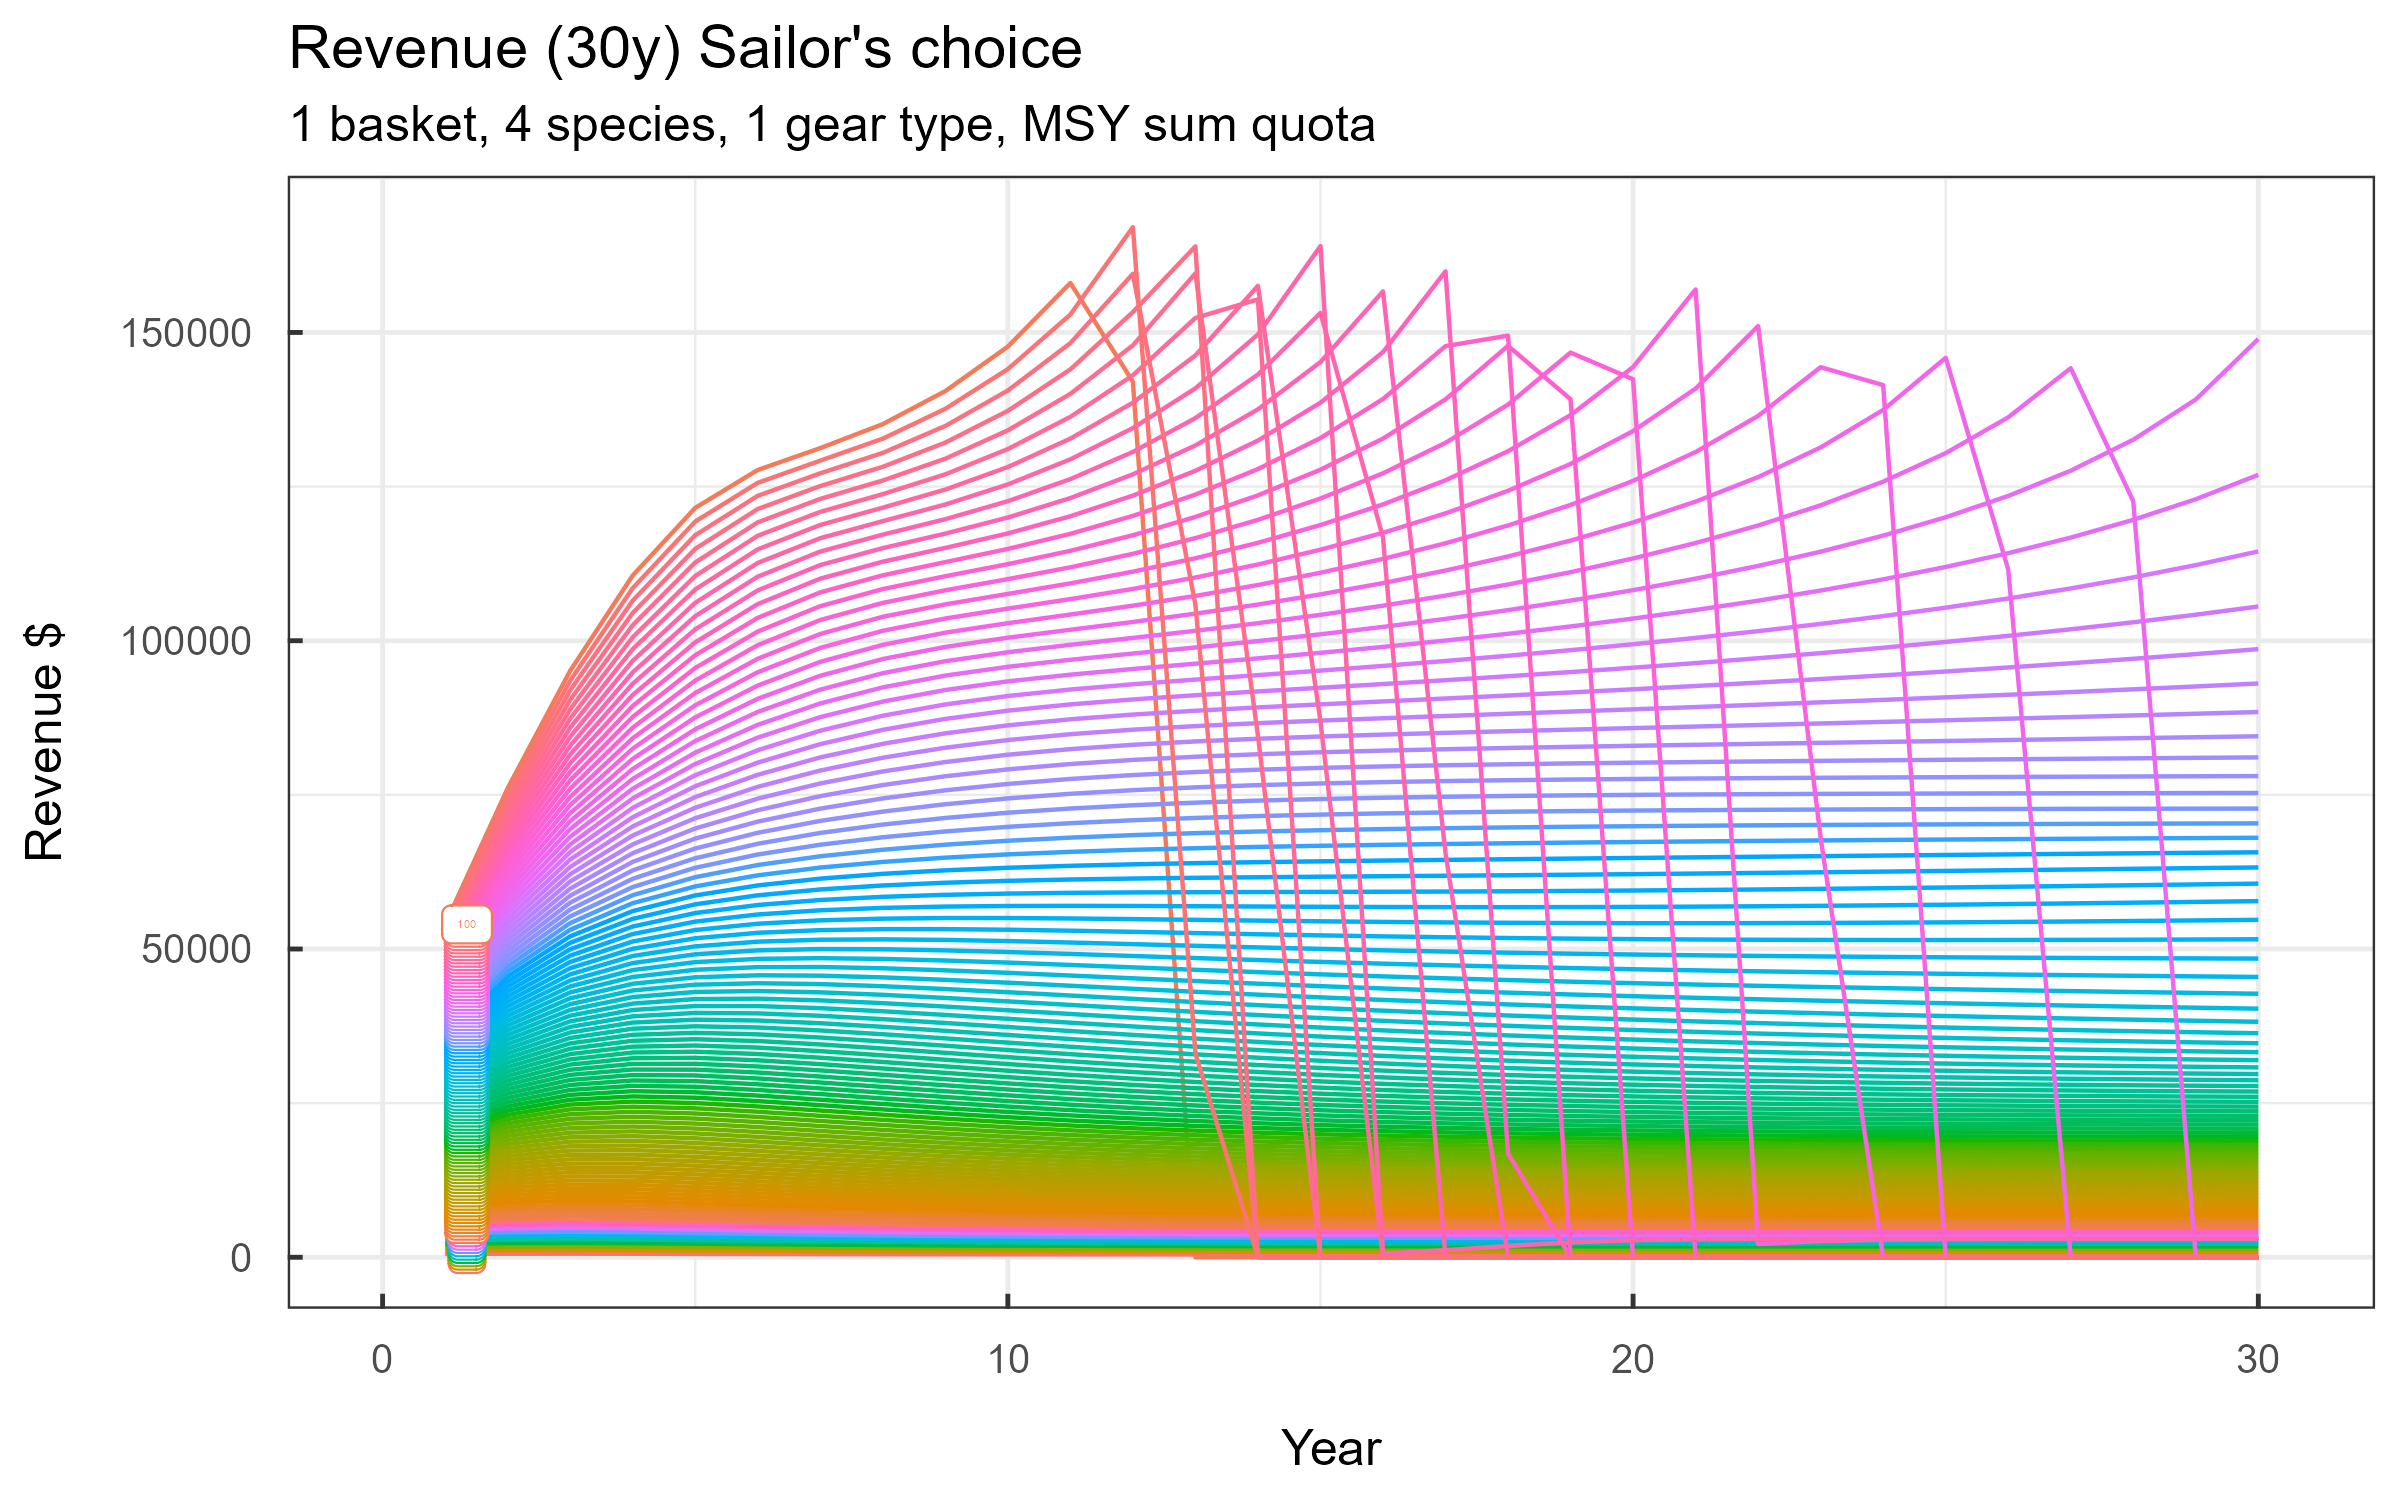 Revenue (30y) Sailor's choice
1 basket, 4 species, 1 gear type, MSY sum quota
Revenue $
150000
100000
50000
0
100
0 10 20 30
Year